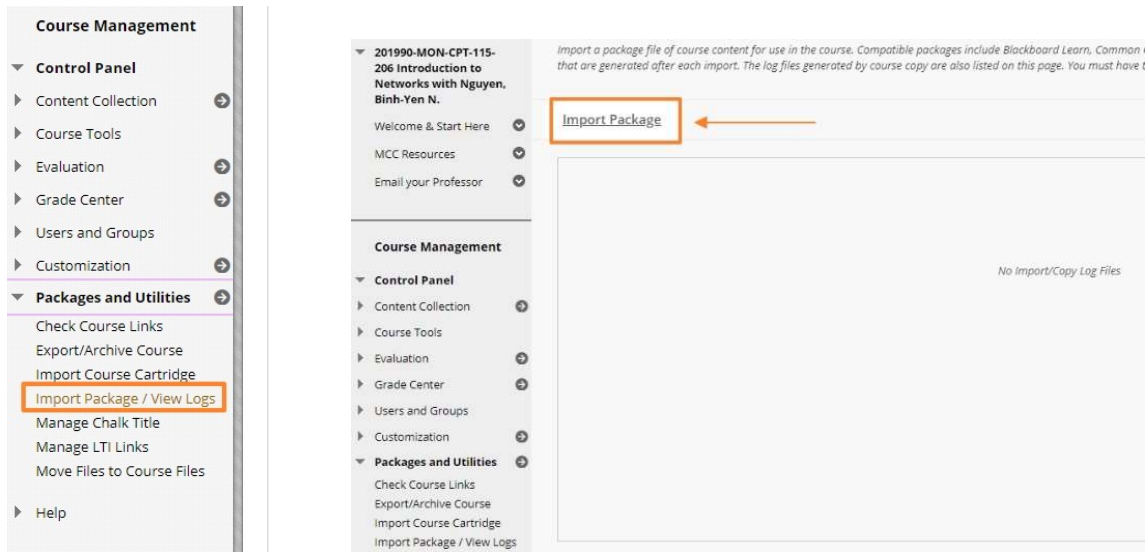 Course Management
Control Panel
Content Collection
Course Tools
Evaluation
Grade Center
Users and Groups
Customization
Packages and Utilities
Check Course Links
Export/Archive Course
Import Course Cartridge
Import Package / View Logs
Manage Chalk Title
Manage LTI Links
Move Files to Course Files
Help
201990-MON-CPT-115-
206 Introduction to
Networks with Nguyen,
Binh-Yen N.
Welcome & Start Here
MCC Resources
Email your Professor
Course Management
Control Panel
Content Collection
Course Tools
Evaluation
Grade Center
Users and Groups
Customization
Packages and Utilities
Check Course Links
Export/Archive Course
Import Course Cartridge
Import Package / View Logs
Import a package file of course content for use in the course. Compatible packages include Blackboard Learn, Common
that are generated after each import. The log files generated by course copy are also listed on this page. You must have
Import Package
No Import/Copy Log Files